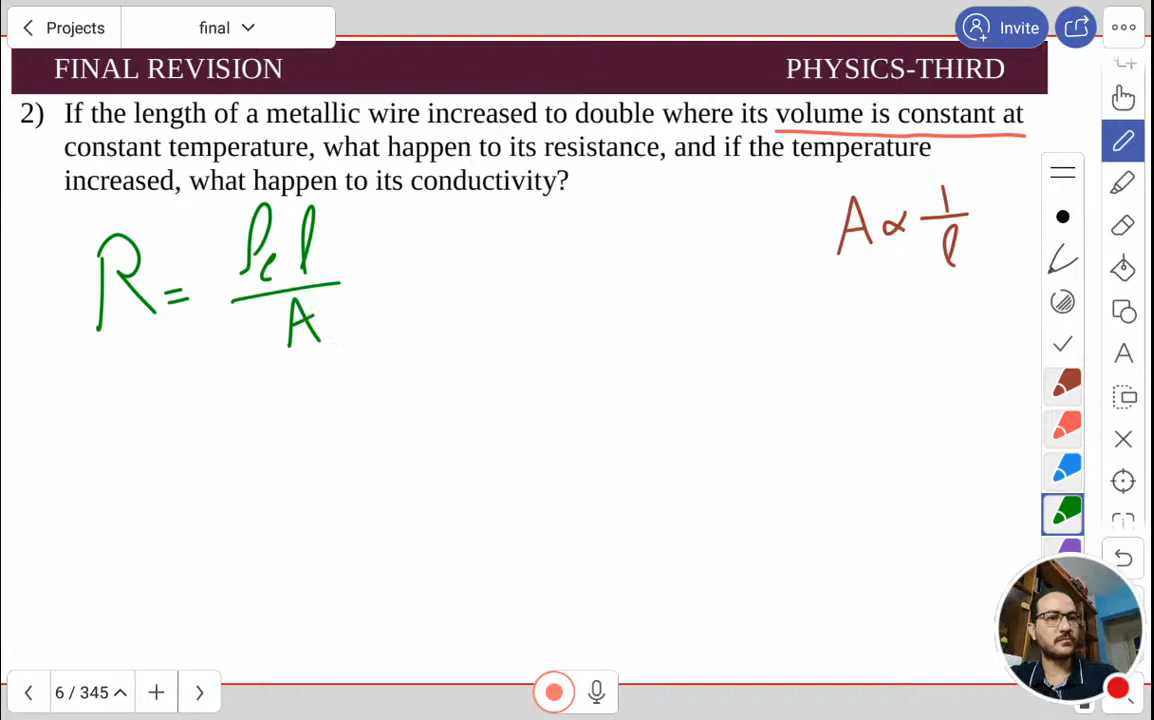 Projects
final
Invite
FINAL REVISION PHYSICS-THIRD
2) If the length of a metallic wire increased to double where its volume is constant at
constant temperature, what happen to its resistance, and if the temperature
increased, what happen to its conductivity?
A ∝ 1/l
R = ρₑ l / A
A
6 / 345